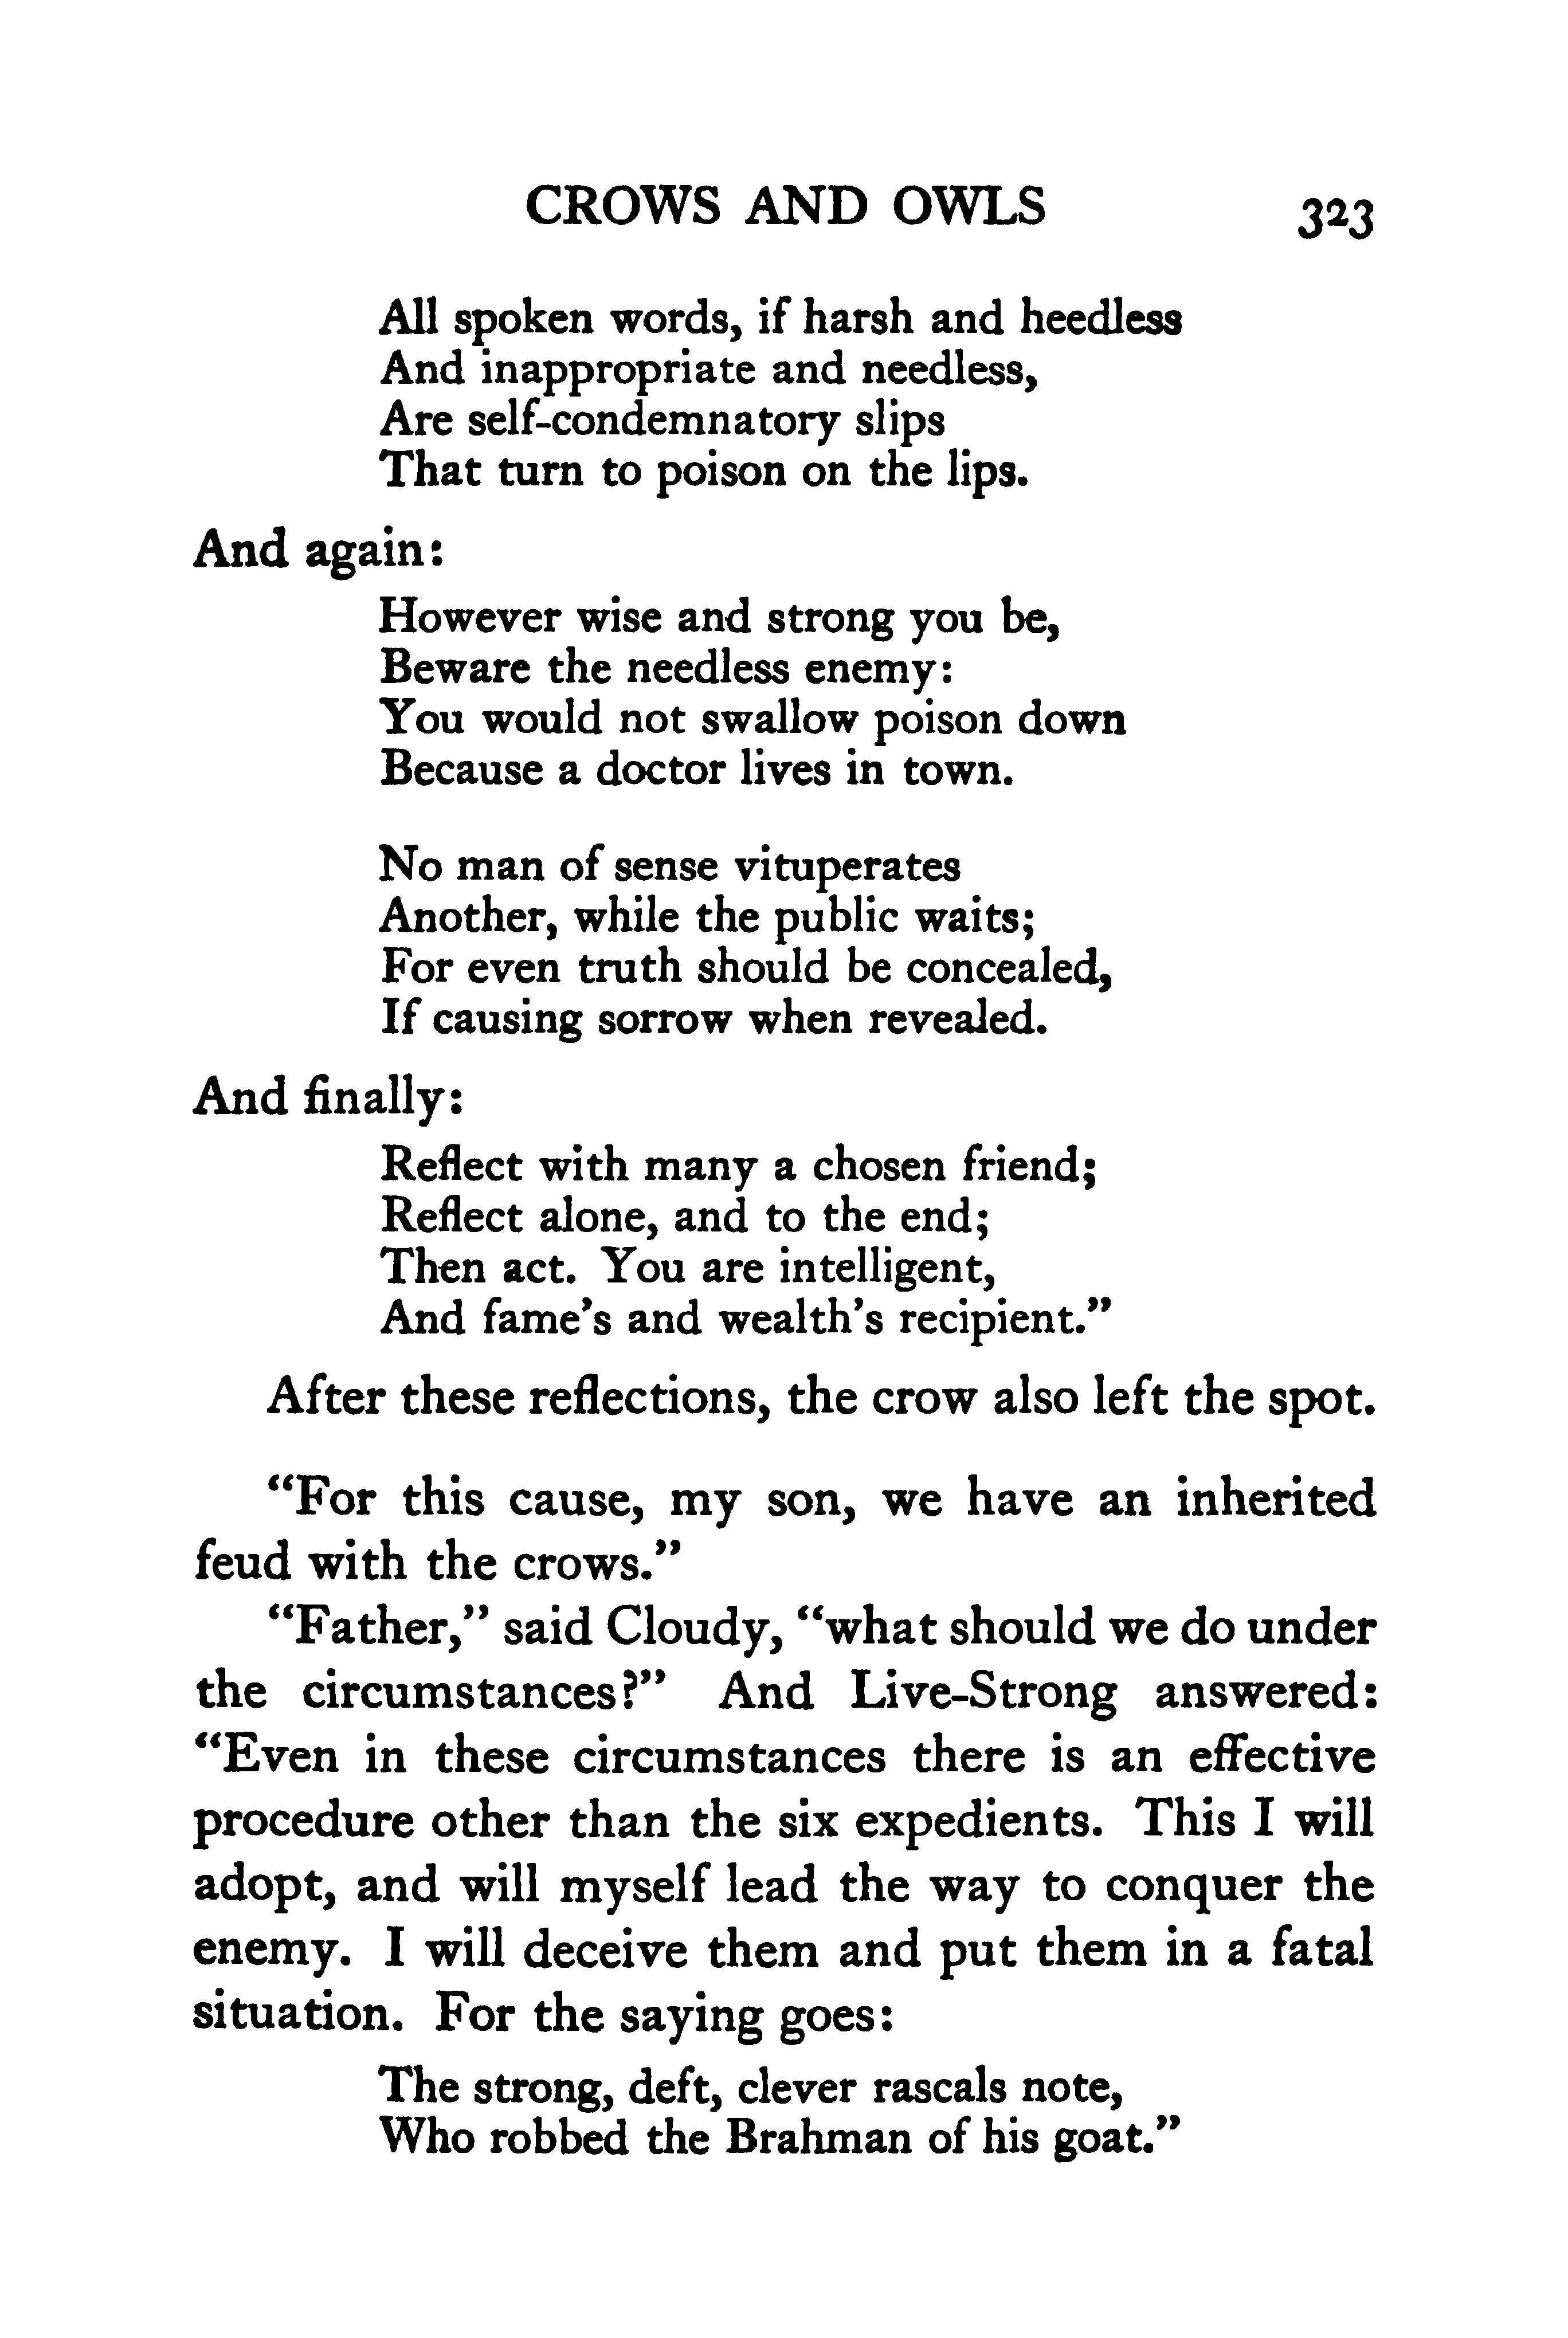 CROWS AND OWLS 323
All spoken words, if harsh and heedless
And inappropriate and needless,
Are self-condemnatory slips
That turn to poison on the lips.
And again:
However wise and strong you be,
Beware the needless enemy:
You would not swallow poison down
Because a doctor lives in town.
No man of sense vituperates
Another, while the public waits;
For even truth should be concealed,
If causing sorrow when revealed.
And finally:
Reflect with many a chosen friend;
Reflect alone, and to the end;
Then act. You are intelligent,
And fame's and wealth's recipient.”
After these reflections, the crow also left the spot.
“For this cause, my son, we have an inherited
feud with the crows.”
“Father,” said Cloudy, “what should we do under
the circumstances?” And Live-Strong answered:
“Even in these circumstances there is an effective
procedure other than the six expedients. This I will
adopt, and will myself lead the way to conquer the
enemy. I will deceive them and put them in a fatal
situation. For the saying goes:
The strong, deft, clever rascals note,
Who robbed the Brahman of his goat.”